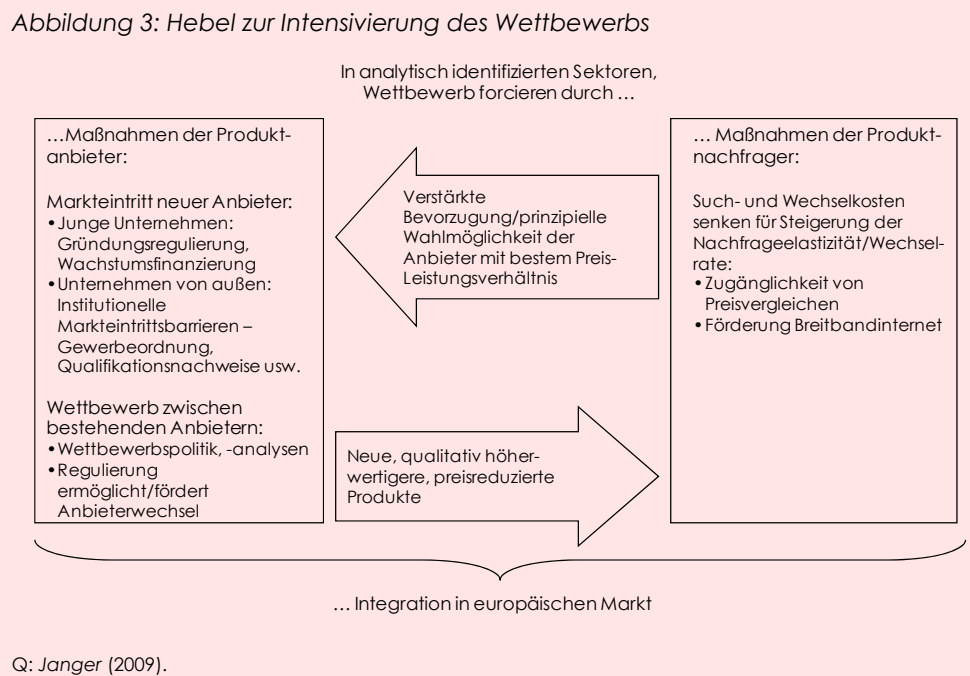 Abbildung 3: Hebel zur Intensivierung des Wettbewerbs
In analytisch identifizierten Sektoren,
Wettbewerb forcieren durch …
…Maßnahmen der Produkt-
anbieter:
Markteintritt neuer Anbieter:
•Junge Unternehmen:
Gründungsregulierung,
Wachstumsfinanzierung
•Unternehmen von außen:
Institutionelle
Markteintrittsbarrieren –
Gewerbeordnung,
Qualifikationsnachweise usw.
Wettbewerb zwischen
bestehenden Anbietern:
•Wettbewerbspolitik, -analysen
•Regulierung
ermöglicht/fördert
Anbieterwechsel
Verstärkte
Bevorzugung/prinzipielle
Wahlmöglichkeit der
Anbieter mit bestem Preis-
Leistungsverhältnis
Neue, qualitativ höher-
wertigere, preisreduzierte
Produkte
… Maßnahmen der Produkt-
nachfrager:
Such- und Wechselkosten
senken für Steigerung der
Nachfrageelastizität/Wechsel-
rate:
•Zugänglichkeit von
Preisvergleichen
•Förderung Breitbandinternet
… Integration in europäischen Markt
Q: Janger (2009).